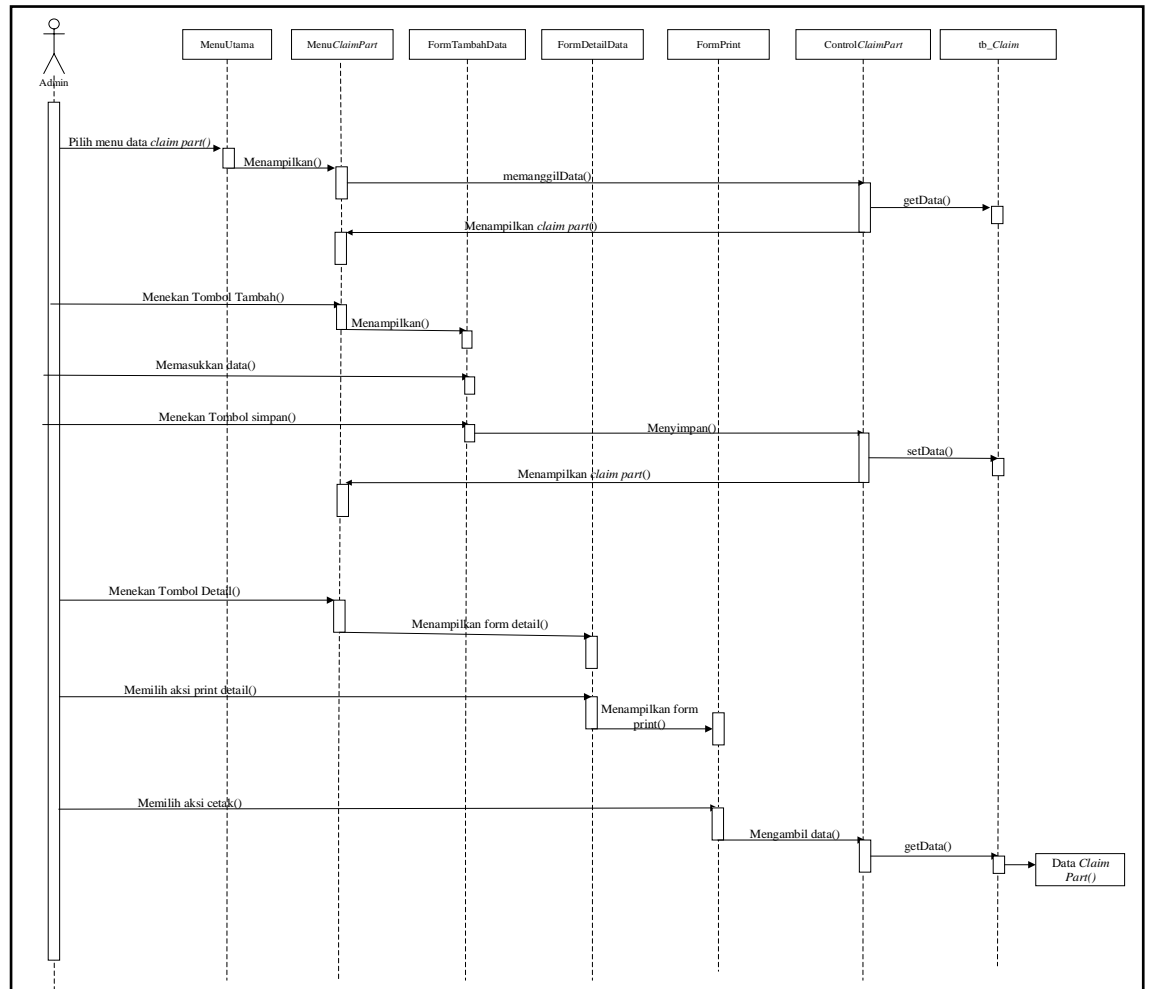 MenuUtama
MenuClaimPart
FormTambahData
FormDetailData
FormPrint
ControlClaimPart
tb_Claim
Admin
Pilih menu data claim part()
Menampilkan()
memanggilData()
getData()
Menampilkan claim part()
Menekan Tombol Tambah()
Menampilkan()
Memasukkan data()
Menekan Tombol simpan()
Menyimpan()
setData()
Menampilkan claim part()
Menekan Tombol Detail()
Menampilkan form detail()
Memilih aksi print detail()
Menampilkan form
print()
Memilih aksi cetak()
Mengambil data()
getData()
Data Claim
Part()